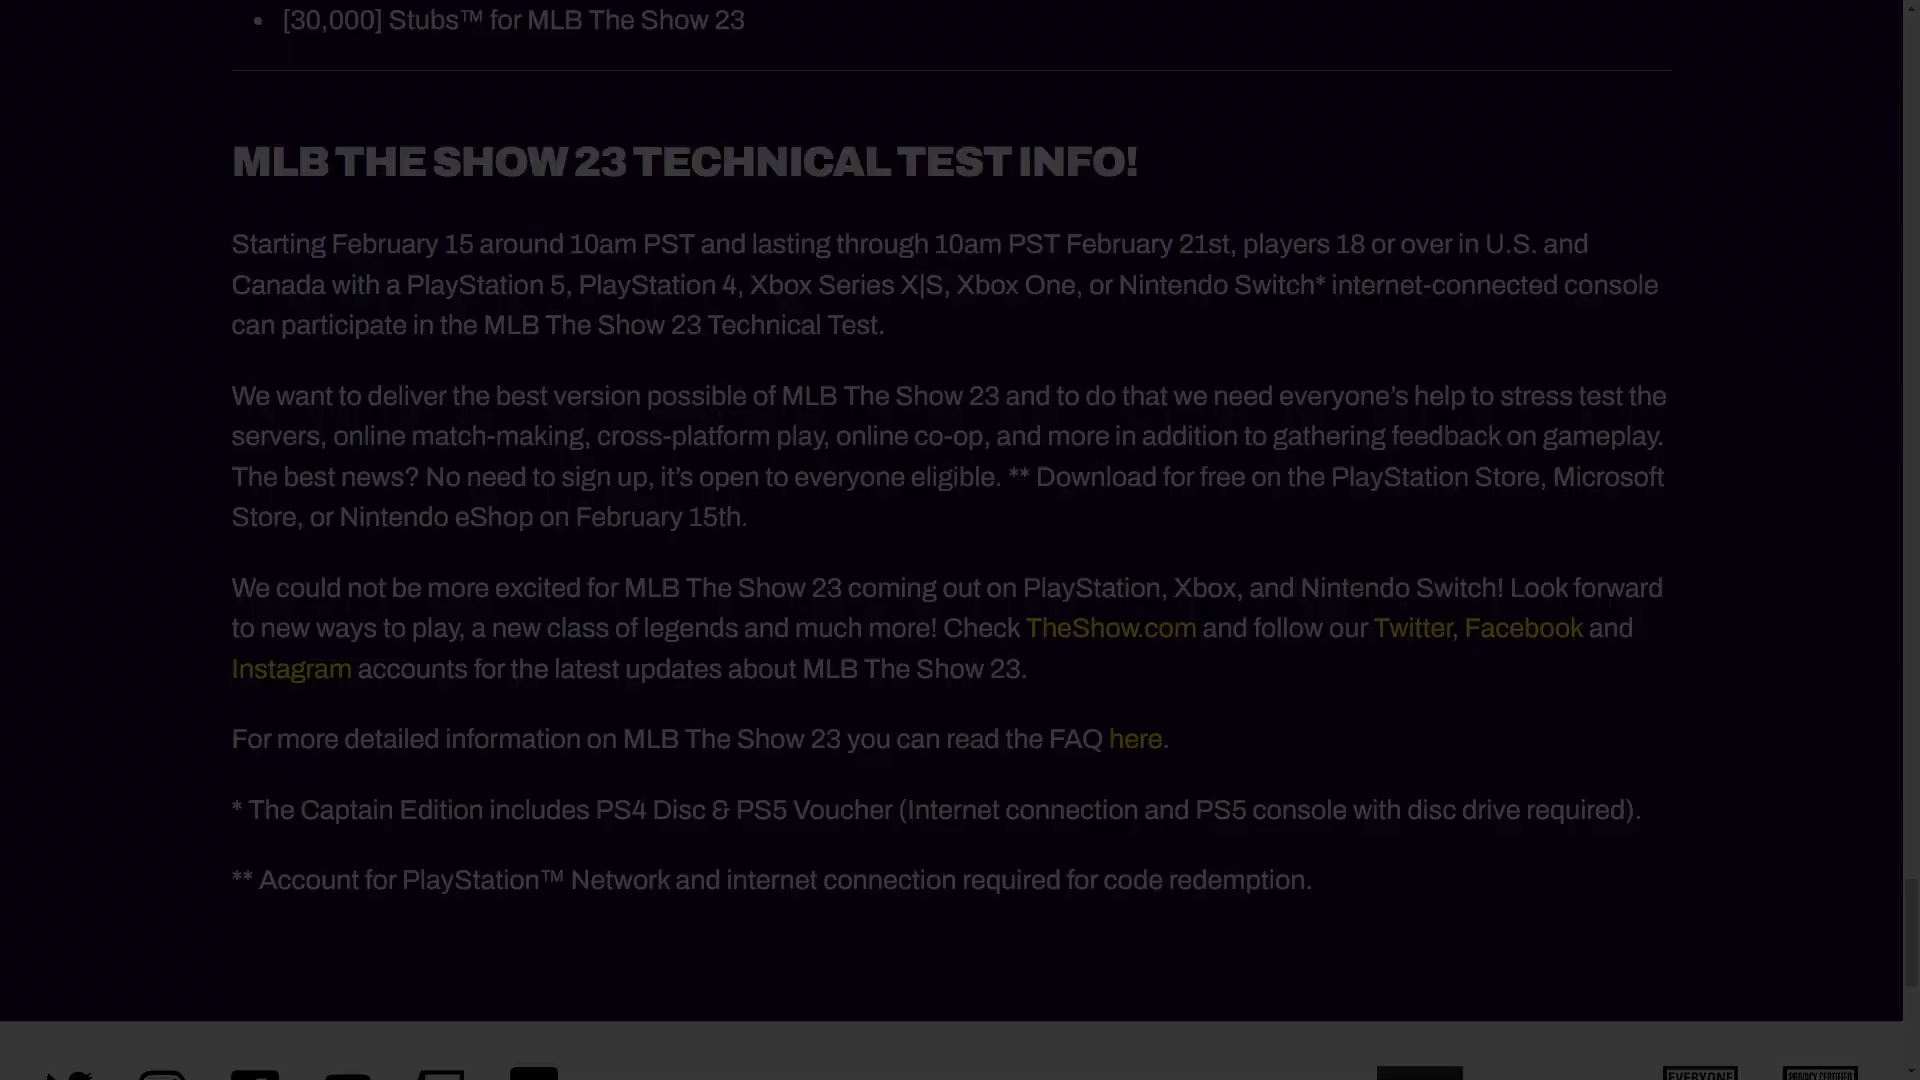 [30,000] Stubs™ for MLB The Show 23
MLB THE SHOW 23 TECHNICAL TEST INFO!
Starting February 15 around 10am PST and lasting through 10am PST February 21st, players 18 or over in U.S. and
Canada with a PlayStation 5, PlayStation 4, Xbox Series X|S, Xbox One, or Nintendo Switch* internet-connected console
can participate in the MLB The Show 23 Technical Test.
We want to deliver the best version possible of MLB The Show 23 and to do that we need everyone’s help to stress test the
servers, online match-making, cross-platform play, online co-op, and more in addition to gathering feedback on gameplay.
The best news? No need to sign up, it’s open to everyone eligible. ** Download for free on the PlayStation Store, Microsoft
Store, or Nintendo eShop on February 15th.
We could not be more excited for MLB The Show 23 coming out on PlayStation, Xbox, and Nintendo Switch! Look forward
to new ways to play, a new class of legends and much more! Check TheShow.com and follow our Twitter, Facebook and
Instagram accounts for the latest updates about MLB The Show 23.
For more detailed information on MLB The Show 23 you can read the FAQ here.
* The Captain Edition includes PS4 Disc & PS5 Voucher (Internet connection and PS5 console with disc drive required).
** Account for PlayStation™ Network and internet connection required for code redemption.
EVERYONE
PRIVACY CERTIFIED